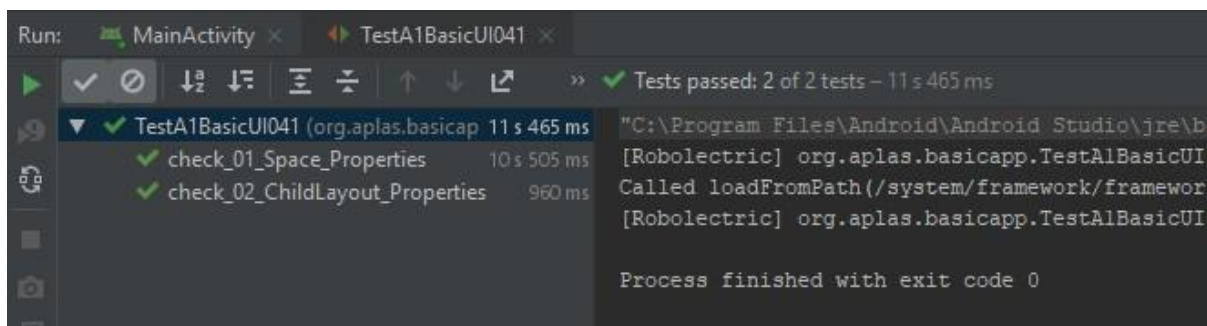 Run: MainActivity × TestA1BasicUI041 ×
» Tests passed: 2 of 2 tests – 11 s 465 ms
TestA1BasicUI041 (org.aplas.basicap 11 s 465 ms
check_01_Space_Properties 10 s 505 ms
check_02_ChildLayout_Properties 960 ms
"C:\Program Files\Android\Android Studio\jre\b
[Robolectric] org.aplas.basicapp.TestA1BasicUI
Called loadFromPath(/system/framework/framewor
[Robolectric] org.aplas.basicapp.TestA1BasicUI
Process finished with exit code 0